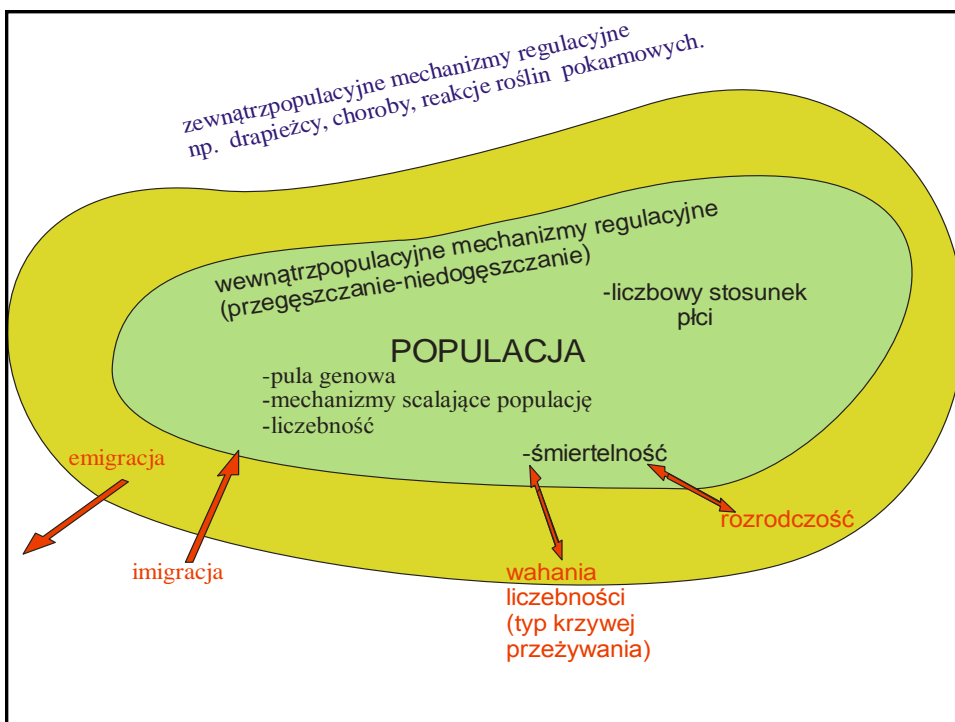 zewnątrzpopulacyjne mechanizmy regulacyjne
np. drapieżcy, choroby, reakcje roślin pokarmowych.
wewnątrzpopulacyjne mechanizmy regulacyjne
(przegęszczanie-niedogęszczanie)
-liczbowy stosunek
płci
POPULACJA
-pula genowa
-mechanizmy scalające populację
-liczebność
-śmiertelność
emigracja
rozrodczość
imigracja
wahania
liczebności
(typ krzywej
przeżywania)